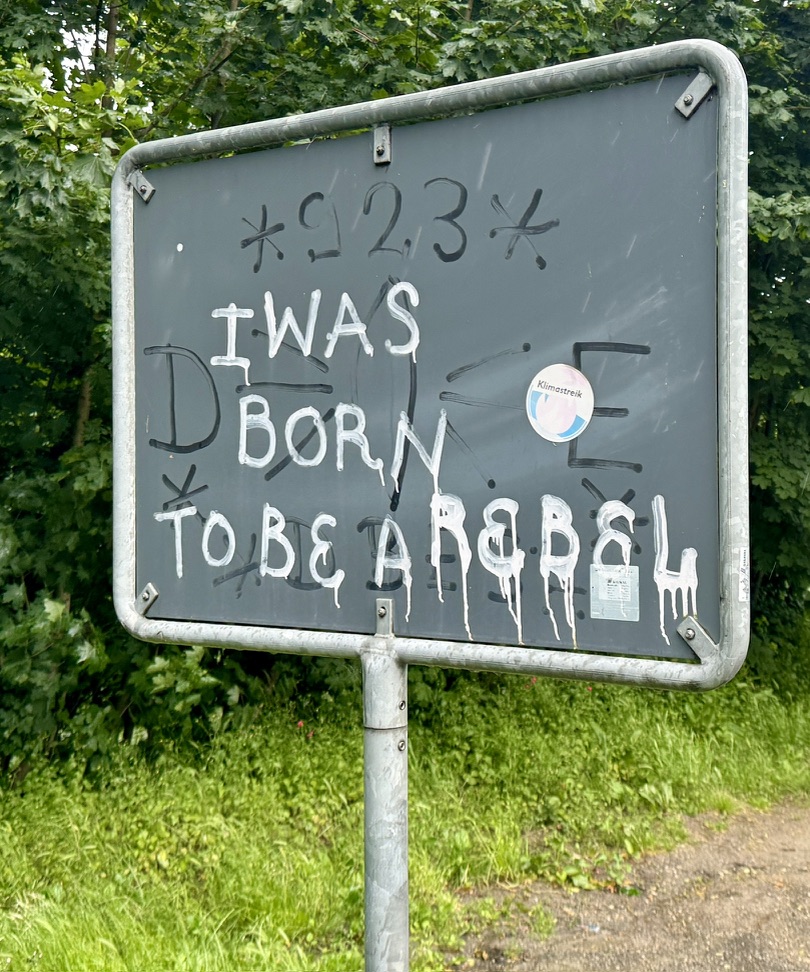 *923*
I WAS
BORN
D E
Klimastreik
TO BE A REBEL